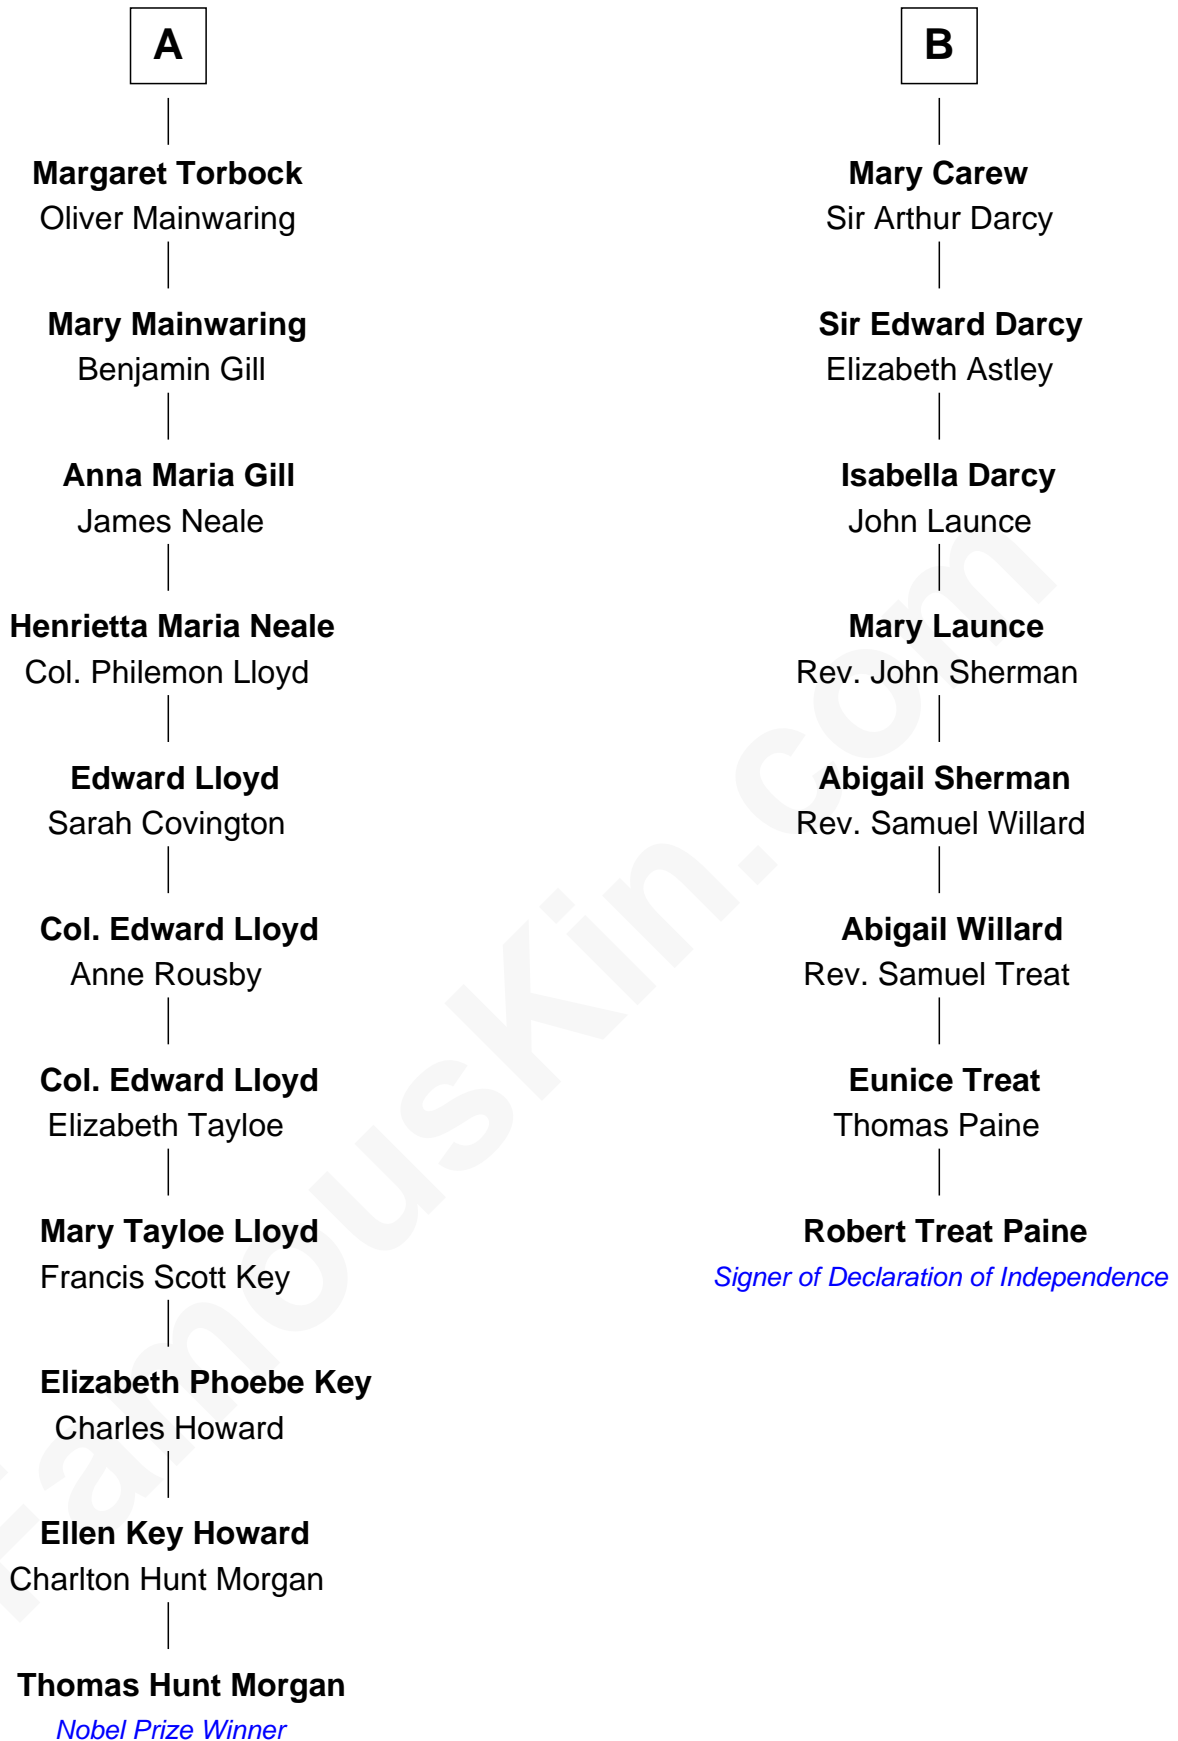 A
Margaret Torbock
Oliver Mainwaring
Mary Mainwaring
Benjamin Gill
Anna Maria Gill
James Neale
Henrietta Maria Neale
Col. Philemon Lloyd
Edward Lloyd
Sarah Covington
Col. Edward Lloyd
Anne Rousby
Col. Edward Lloyd
Elizabeth Tayloe
Mary Tayloe Lloyd
Francis Scott Key
Elizabeth Phoebe Key
Charles Howard
Ellen Key Howard
Charlton Hunt Morgan
Thomas Hunt Morgan
Nobel Prize Winner
B
Mary Carew
Sir Arthur Darcy
Sir Edward Darcy
Elizabeth Astley
Isabella Darcy
John Launce
Mary Launce
Rev. John Sherman
Abigail Sherman
Rev. Samuel Willard
Abigail Willard
Rev. Samuel Treat
Eunice Treat
Thomas Paine
Robert Treat Paine
Signer of Declaration of Independence
FamousKin.com